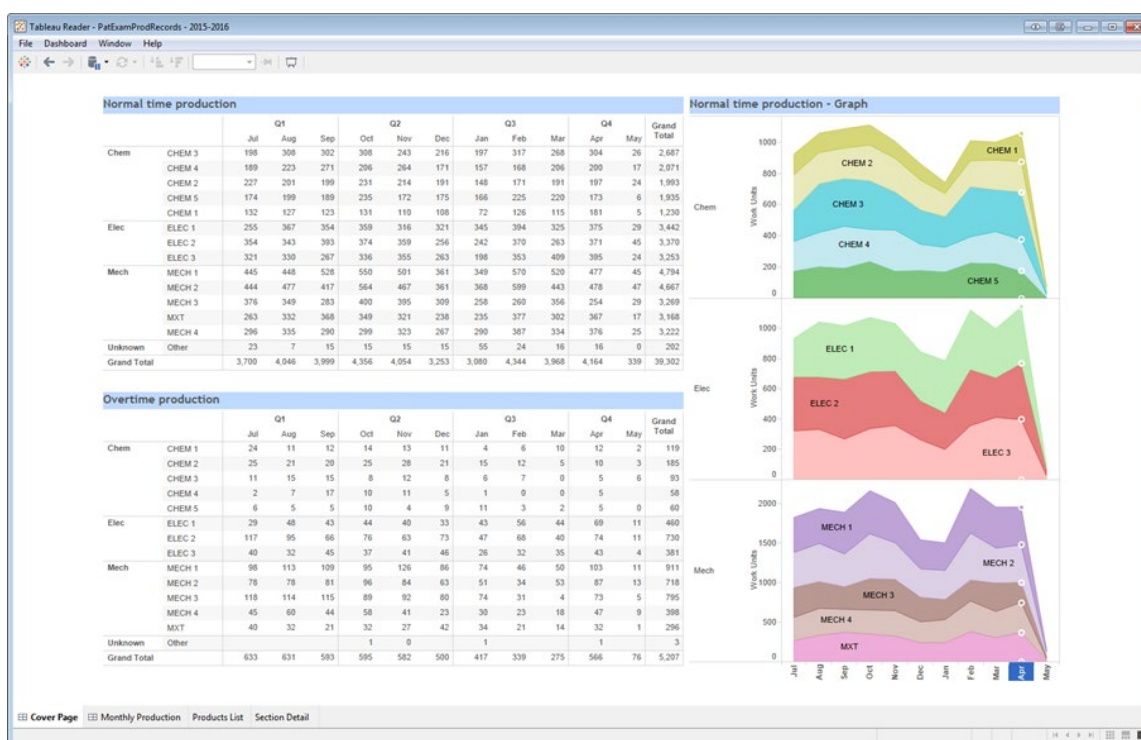 Tableau Reader - PatExamProdRecords - 2015-2016
File Dashboard Window Help
Normal time production
Q1 Q2 Q3 Q4 Grand Total
Jul Aug Sep Oct Nov Dec Jan Feb Mar Apr May
Chem CHEM 3 198 308 302 308 243 216 197 317 268 304 26 2,687
CHEM 4 189 223 271 206 264 171 157 168 206 200 17 2,071
CHEM 2 227 201 199 231 214 191 148 171 191 197 24 1,993
CHEM 5 174 199 189 235 172 175 166 225 220 173 6 1,935
CHEM 1 132 127 123 131 110 108 72 126 115 181 5 1,230
Elec ELEC 1 255 367 354 359 316 321 345 394 325 375 29 3,442
ELEC 2 354 343 393 374 359 256 242 370 263 371 45 3,370
ELEC 3 321 330 267 336 355 263 198 353 409 395 24 3,253
Mech MECH 1 445 448 528 550 501 361 349 570 520 477 45 4,794
MECH 2 444 477 417 564 467 361 368 599 443 478 47 4,667
MECH 3 376 349 283 400 395 309 258 260 356 254 29 3,269
MXT 263 332 368 349 321 238 235 377 302 367 17 3,168
MECH 4 296 335 290 299 323 267 290 387 334 376 25 3,222
Unknown Other 23 7 15 15 15 15 55 24 16 16 0 202
Grand Total 3,700 4,046 3,999 4,356 4,054 3,253 3,080 4,344 3,968 4,164 339 39,302
Overtime production
Q1 Q2 Q3 Q4 Grand Total
Jul Aug Sep Oct Nov Dec Jan Feb Mar Apr May
Chem CHEM 1 24 11 12 14 13 11 4 6 10 12 2 119
CHEM 2 25 21 20 25 28 21 15 12 5 10 3 185
CHEM 3 11 15 15 8 12 8 6 7 0 5 6 93
CHEM 4 2 7 17 10 11 5 1 0 0 5 58
CHEM 5 6 5 5 10 4 9 11 3 2 5 0 60
Elec ELEC 1 29 48 43 44 40 33 43 56 44 69 11 460
ELEC 2 117 95 66 76 63 73 47 68 40 74 11 730
ELEC 3 40 32 45 37 41 46 26 32 35 43 4 381
Mech MECH 1 98 113 109 95 126 86 74 46 50 103 11 911
MECH 2 78 78 81 96 84 63 51 34 53 87 13 718
MECH 3 118 114 115 89 92 80 74 31 4 73 5 795
MECH 4 45 60 44 58 41 23 30 23 18 47 9 398
MXT 40 32 21 32 27 42 34 21 14 32 1 296
Unknown Other 1 0 1 1 3
Grand Total 633 631 593 595 582 500 417 339 275 566 76 5,207
Normal time production - Graph
Chem
Work Units
1000
800
600
400
200
0
CHEM 1
CHEM 2
CHEM 3
CHEM 4
CHEM 5
Elec
Work Units
1000
800
600
400
200
0
ELEC 1
ELEC 2
ELEC 3
Mech
Work Units
2000
1500
1000
500
0
MECH 1
MECH 2
MECH 3
MECH 4
MXT
Jul Aug Sep Oct Nov Dec Jan Feb Mar Apr May
Cover Page Monthly Production Products List Section Detail